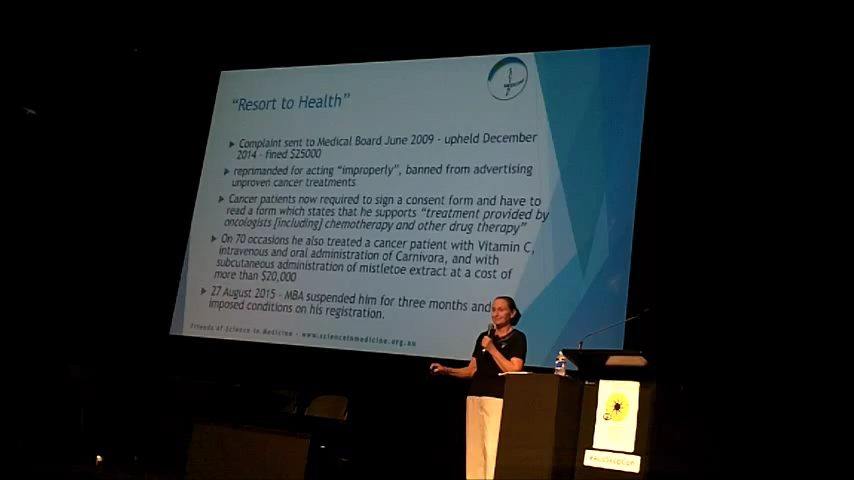 "Resort to Health"
Complaint sent to Medical Board June 2009 - upheld December
2014 - fined $25000
reprimanded for acting "improperly", banned from advertising
unproven cancer treatments
Cancer patients now required to sign a consent form and have to
read a form which states that he supports "treatment provided by
oncologists [including] chemotherapy and other drug therapy"
On 70 occasions he also treated a cancer patient with Vitamin C,
intravenous and oral administration of Carnivora, and with
subcutaneous administration of mistletoe extract at a cost of
more than $20,000
27 August 2015 - MBA suspended him for three months and
imposed conditions on his registration.
Friends of Science in Medicine - www.scienceinmedicine.org.au